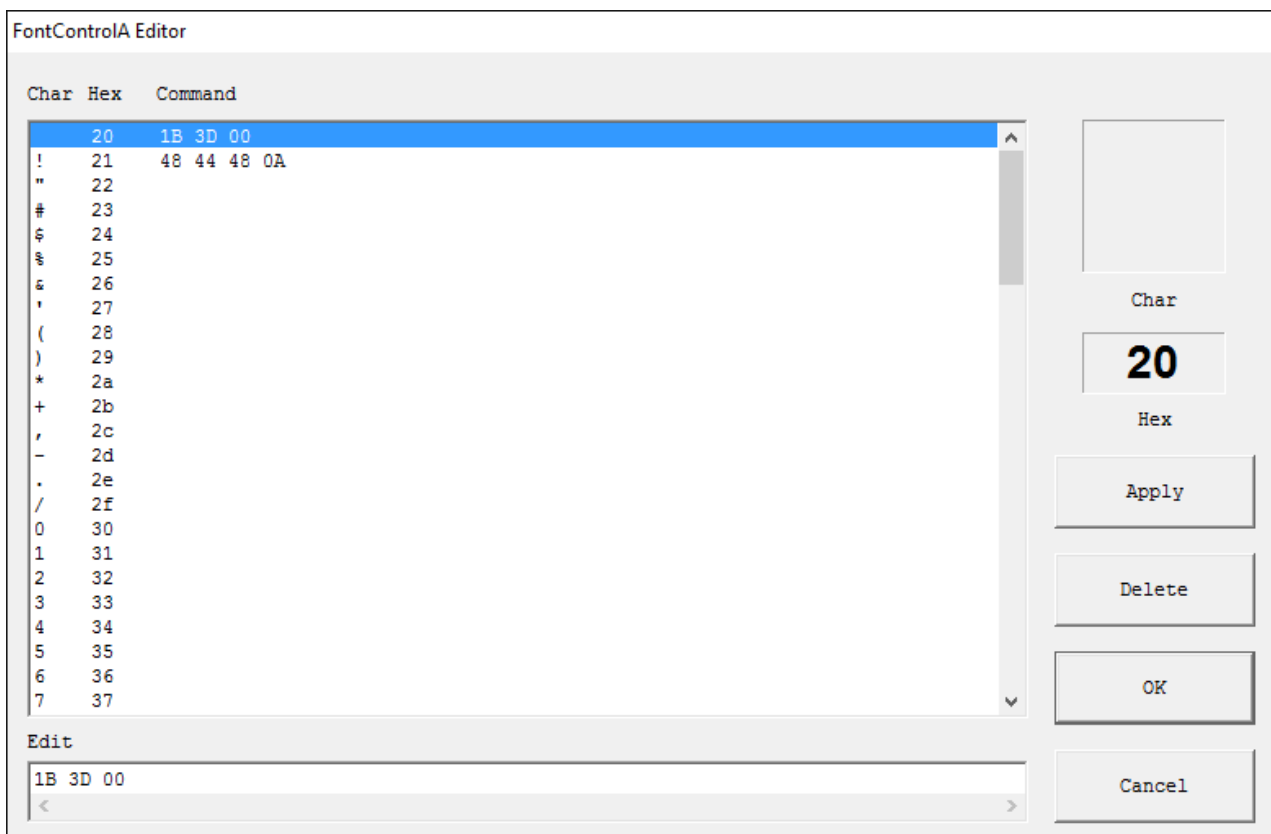 FontControlA Editor
Char Hex Command
20 1B 3D 00
! 21 48 44 48 0A
" 22
# 23
$ 24
% 25
& 26
' 27
( 28
) 29
* 2a
+ 2b
, 2c
- 2d
. 2e
/ 2f
0 30
1 31
2 32
3 33
4 34
5 35
6 36
7 37
Char
20
Hex
Apply
Delete
OK
Cancel
Edit
1B 3D 00